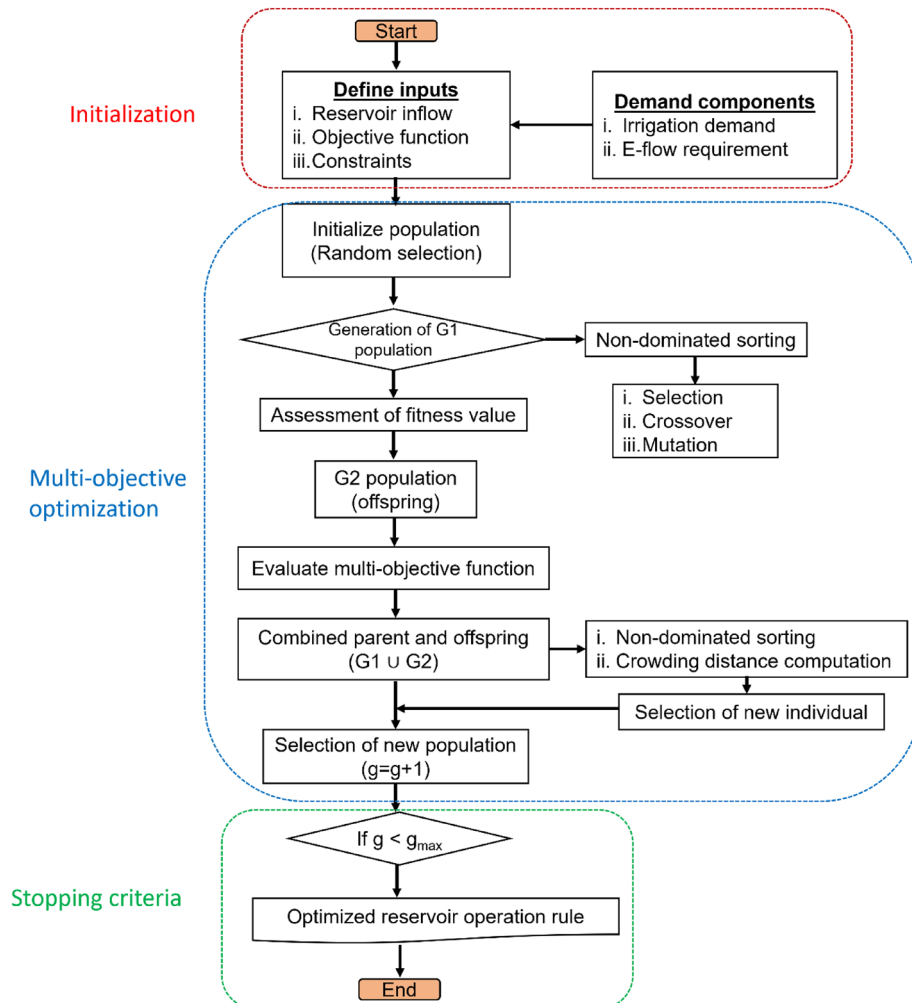 Start
Initialization
Define inputs
i. Reservoir inflow
ii. Objective function
iii.Constraints
Demand components
i. Irrigation demand
ii. E-flow requirement
Initialize population
(Random selection)
Generation of G1
population
Non-dominated sorting
i. Selection
ii. Crossover
iii.Mutation
Assessment of fitness value
Multi-objective
optimization
G2 population
(offspring)
Evaluate multi-objective function
Combined parent and offspring
(G1 ∪ G2)
i. Non-dominated sorting
ii. Crowding distance computation
Selection of new individual
Selection of new population
(g=g+1)
If g < gmax
Stopping criteria
Optimized reservoir operation rule
End